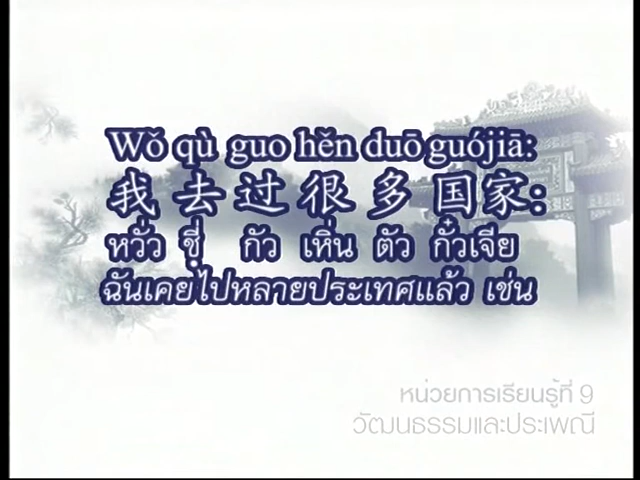 Wǒ qù guo hěn duō guójiā:
我去过很多国家:
หวั่ว ชี่ กัว เหิ่น ตัว กั๋วเจีย
ฉันเคยไปหลายประเทศแล้ว เช่น
หน่วยการเรียนรู้ที่ 9
วัฒนธรรมและประเพณี